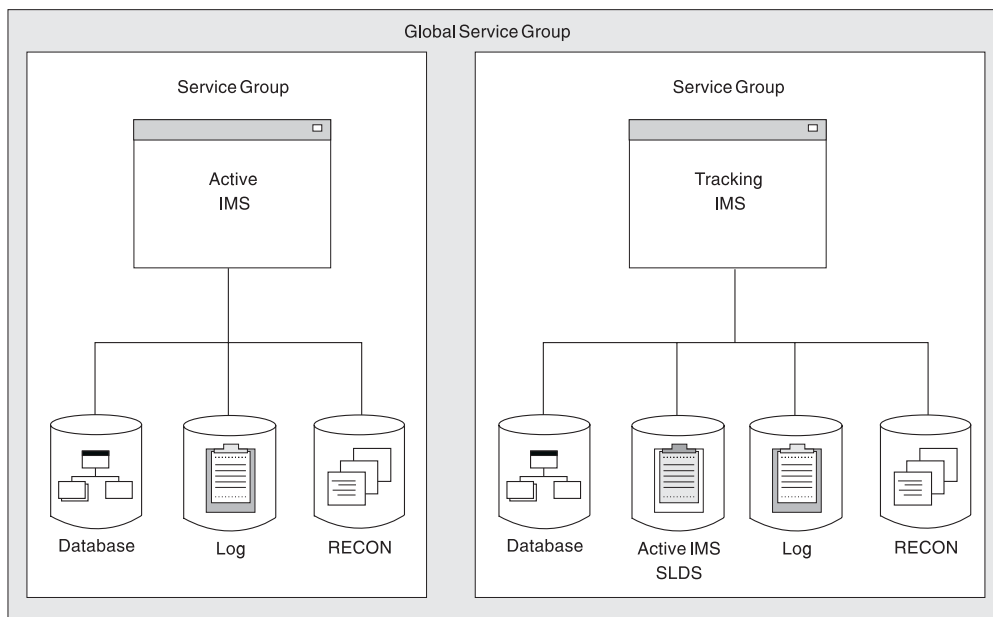 Global Service Group
Service Group
Active
IMS
Database
Log
RECON
Service Group
Tracking
IMS
Database
Active IMS
SLDS
Log
RECON